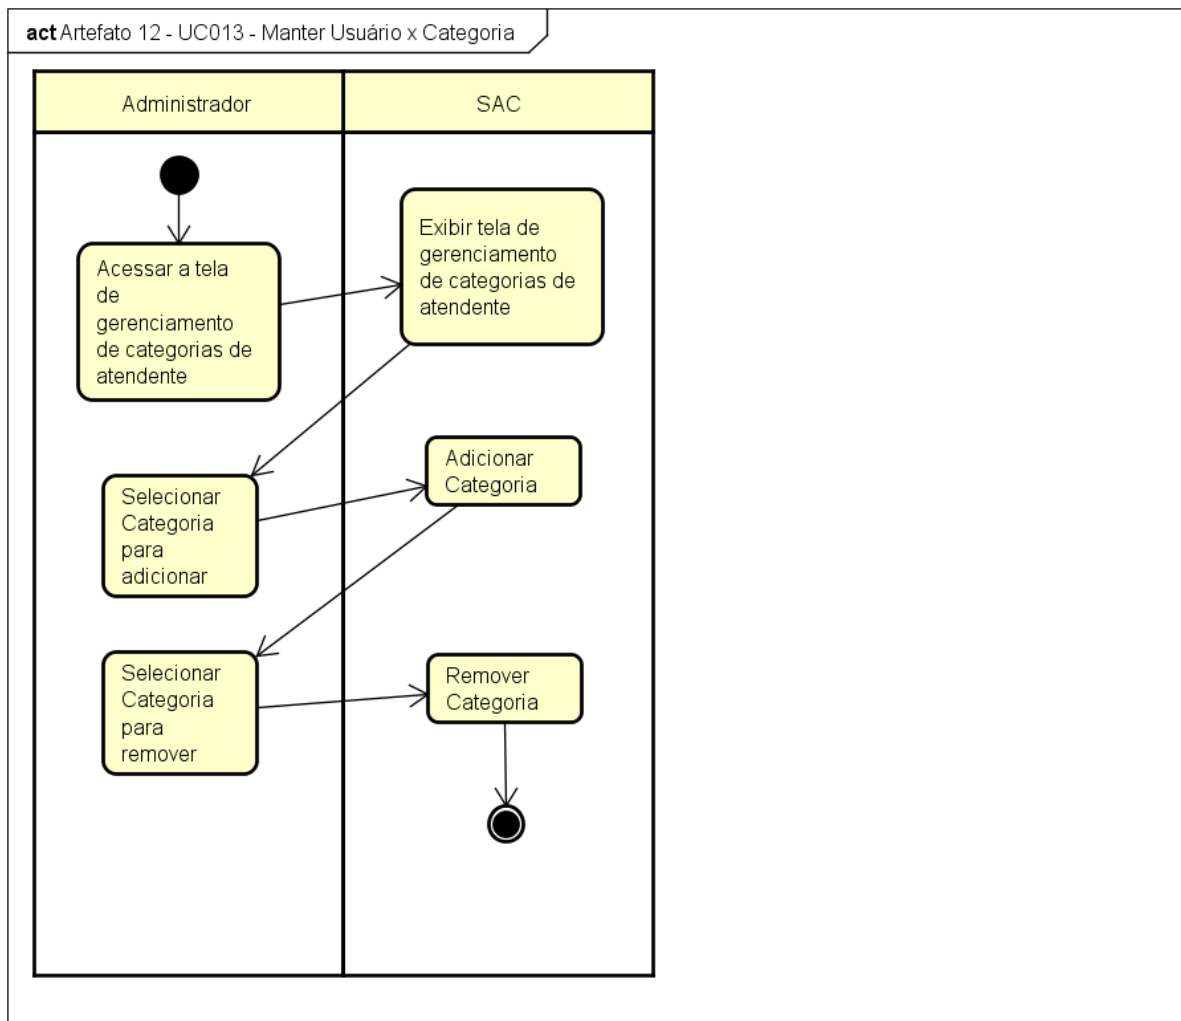 act Artefato 12 - UC013 - Manter Usuário x Categoria
Administrador
SAC
Acessar a tela
de
gerenciamento
de categorias de
atendente
Exibir tela de
gerenciamento
de categorias de
atendente
Selecionar
Categoria
para
adicionar
Adicionar
Categoria
Selecionar
Categoria
para
remover
Remover
Categoria